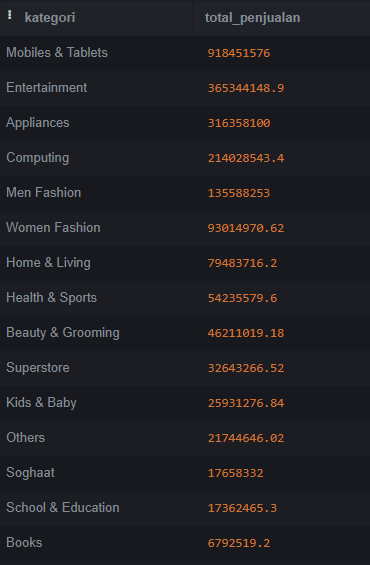 kategori total_penjualan
Mobiles & Tablets 918451576
Entertainment 365344148.9
Appliances 316358100
Computing 214028543.4
Men Fashion 135588253
Women Fashion 93014970.62
Home & Living 79483716.2
Health & Sports 54235579.6
Beauty & Grooming 46211019.18
Superstore 32643266.52
Kids & Baby 25931276.84
Others 21744646.02
Soghaat 17658332
School & Education 17362465.3
Books 6792519.2